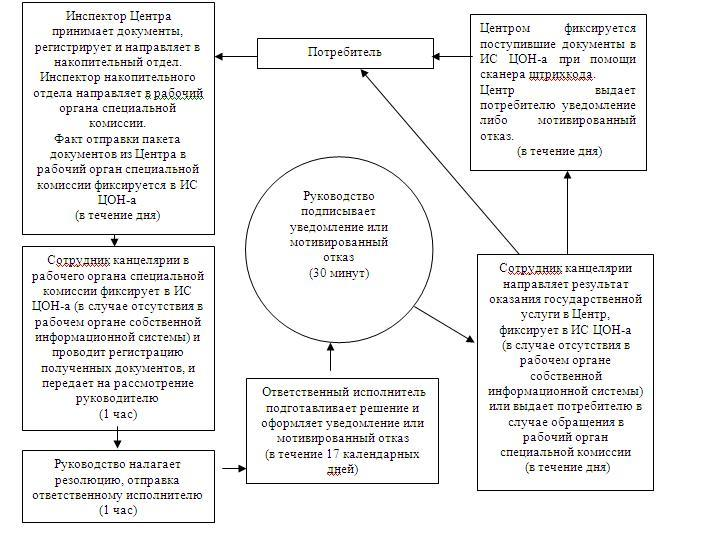 Инспектор Центра
принимает документы,
регистрирует и направляет в
накопительный отдел.
Инспектор накопительного
отдела направляет в рабочий
органа специальной
комиссии.
Факт отправки пакета
документов из Центра в
рабочий орган специальной
комиссии фиксируется в ИС
ЦОН-а
(в течение дня)
Потребитель
Центром фиксируется
поступившие документы в
ИС ЦОН-а при помощи
сканера штрихкода.
Центр выдает
потребителю уведомление
либо мотивированный
отказ.
(в течение дня)
Руководство
подписывает
уведомление или
мотивированный
отказ
(30 минут)
Сотрудник канцелярии в
рабочего органа специальной
комиссии фиксирует в ИС
ЦОН-а (в случае отсутствия в
рабочем органе собственной
информационной системы) и
проводит регистрацию
полученных документов, и
передает на рассмотрение
руководителю
(1 час)
Сотрудник канцелярии
направляет результат
оказания государственной
услуги в Центр,
фиксирует в ИС ЦОН-а
(в случае отсутствия в
рабочем органе
собственной
информационной системы)
или выдает потребителю в
случае обращения в
рабочий орган
специальной комиссии
(в течение дня)
Ответственный исполнитель
подготавливает решение и
оформляет уведомление или
мотивированный отказ
(в течение 17 календарных
дней)
Руководство налагает
резолюцию, отправка
ответственному исполнителю
(1 час)